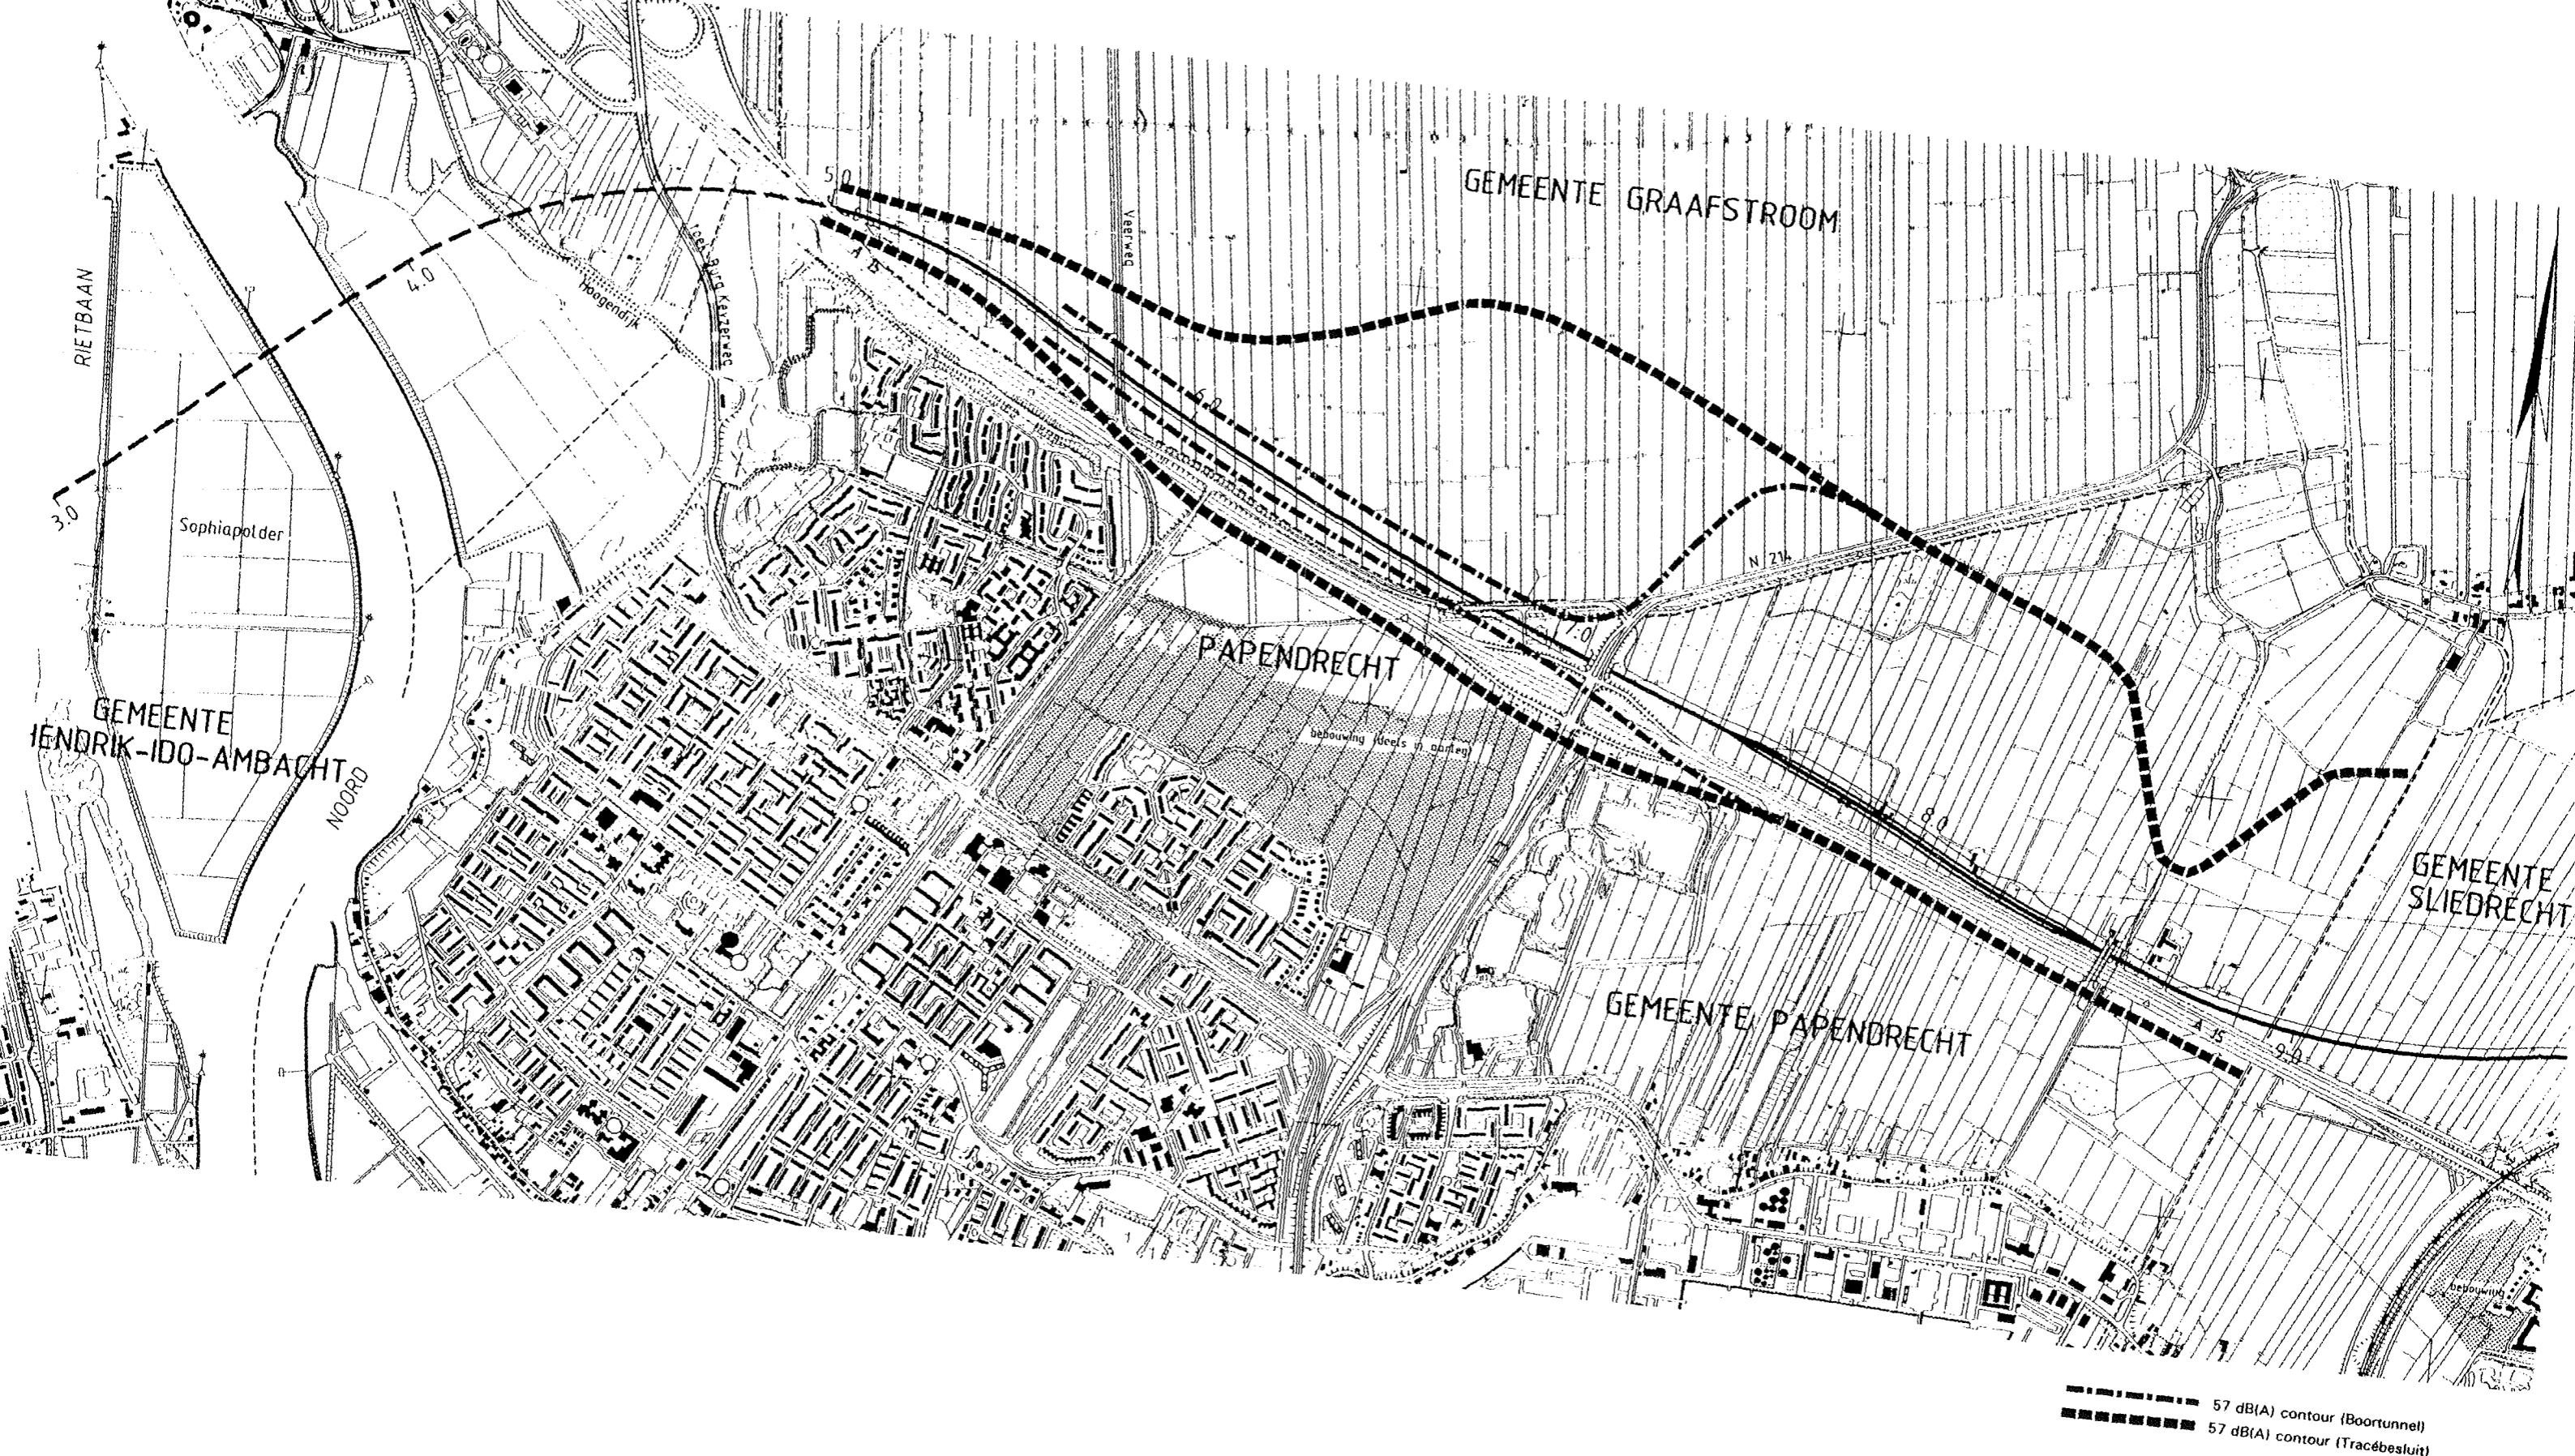 GEMEENTE GRAAFSTROOM
5.0
Veerweg
A 15
4.0
Hoogendijk
RIETBAAN
6.0
3.0
Sophiapolder
N 214
7.0
PAPENDRECHT
bebouwing (deels in aanleg)
GEMEENTE
HENDRIK-IDO-AMBACHT
NOORD
8.0
GEMEENTE
SLIEDRECHT
GEMEENTE PAPENDRECHT
A 15
9.0
bebouwing
57 dB(A) contour (Boortunnel)
57 dB(A) contour (Tracébesluit)